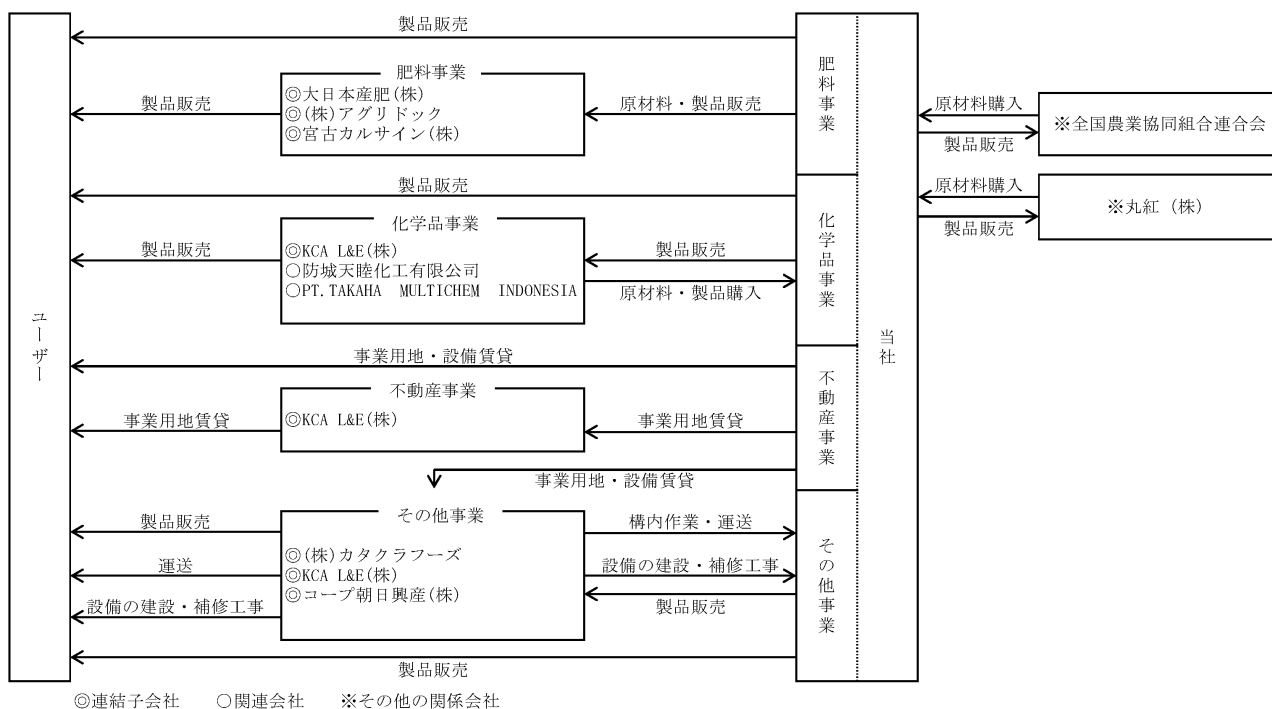 製品販売
肥料事業
◎大日本産肥(株)
◎(株)アグリドック
◎宮古カルサイン(株)
製品販売
原材料・製品販売
肥料事業
原材料購入
製品販売
※全国農業協同組合連合会
製品販売
化学品事業
◎KCA L&E(株)
○防城天睦化工有限公司
○PT.TAKAHA MULTICHEM INDONESIA
製品販売
製品販売
原材料・製品購入
化学品事業
原材料購入
製品販売
※丸紅（株）
ユーザー
当社
事業用地・設備賃貸
不動産事業
◎KCA L&E(株)
事業用地賃貸
事業用地賃貸
不動産事業
事業用地・設備賃貸
その他事業
◎(株)カタクラフーズ
◎KCA L&E(株)
◎コープ朝日興産(株)
製品販売
運送
設備の建設・補修工事
構内作業・運送
設備の建設・補修工事
製品販売
その他事業
製品販売
◎連結子会社 ○関連会社 ※その他の関係会社